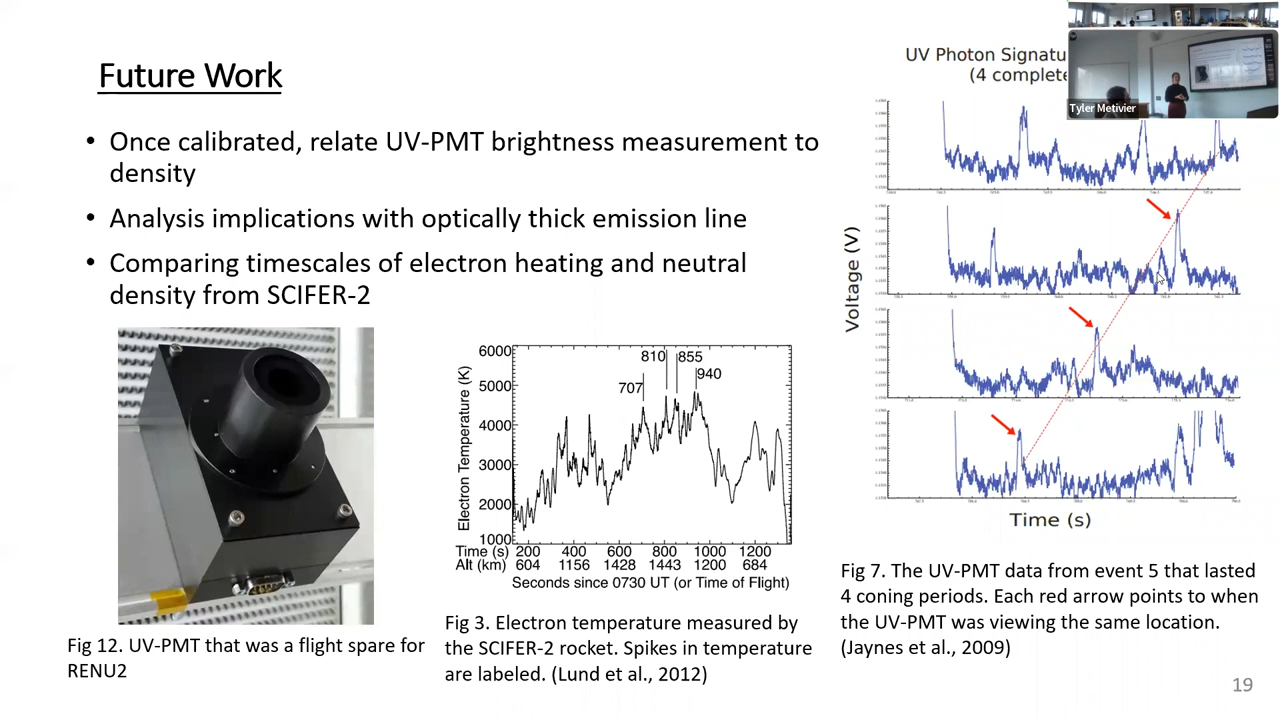 Future Work
• Once calibrated, relate UV-PMT brightness measurement to
density
• Analysis implications with optically thick emission line
• Comparing timescales of electron heating and neutral
density from SCIFER-2
Fig 12. UV-PMT that was a flight spare for
RENU2
Electron Temperature (K)
6000
5000
4000
3000
2000
1000
707
810
855
940
Time (s) 200 400 600 800 1000 1200
Alt (km) 604 1156 1428 1443 1200 684
Seconds since 0730 UT (or Time of Flight)
Fig 3. Electron temperature measured by
the SCIFER-2 rocket. Spikes in temperature
are labeled. (Lund et al., 2012)
UV Photon
(4
Tyler Metivier
Voltage (V)
Time (s)
Fig 7. The UV-PMT data from event 5 that lasted
4 coning periods. Each red arrow points to when
the UV-PMT was viewing the same location.
(Jaynes et al., 2009)
19